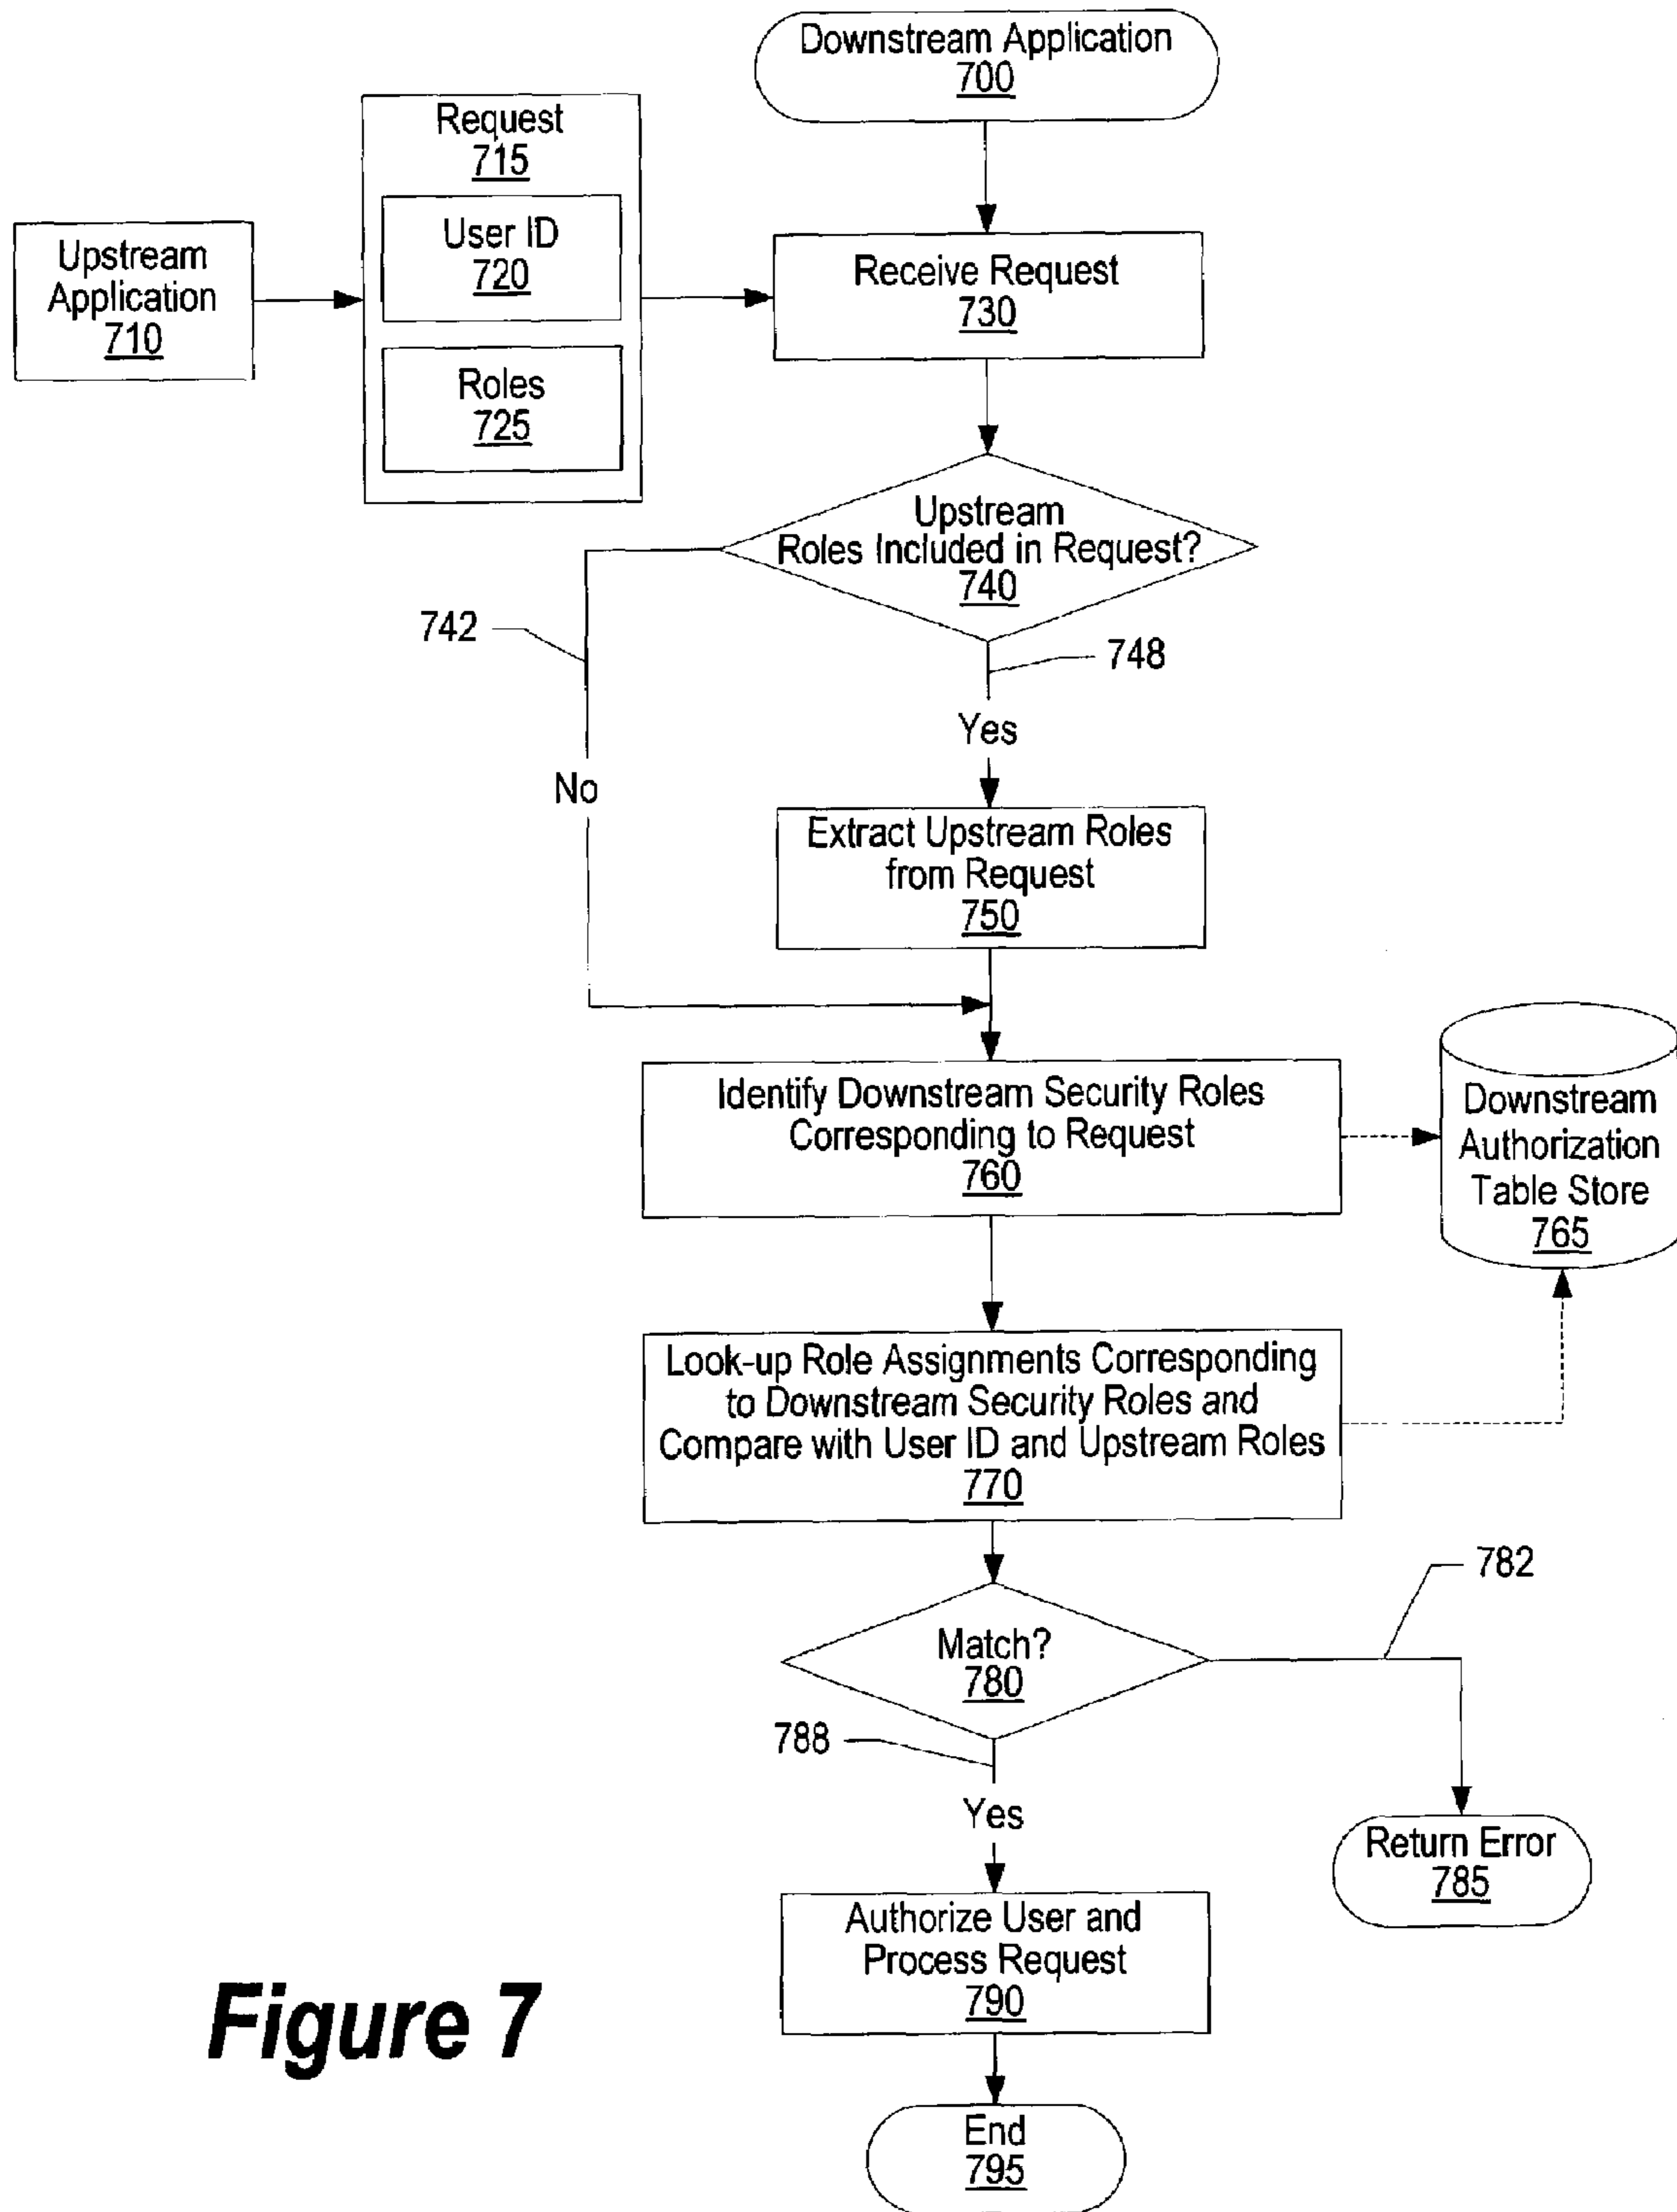 Downstream Application
700
Request
715
User ID
720
Roles
725
Upstream
Application
710
Receive Request
730
Upstream
Roles Included in Request?
740
742
748
Yes
No
Extract Upstream Roles
from Request
750
Identify Downstream Security Roles
Corresponding to Request
760
Downstream
Authorization
Table Store
765
Look-up Role Assignments Corresponding
to Downstream Security Roles and
Compare with User ID and Upstream Roles
770
782
Match?
780
788
Yes
Return Error
785
Authorize User and
Process Request
790
End
795
Figure 7